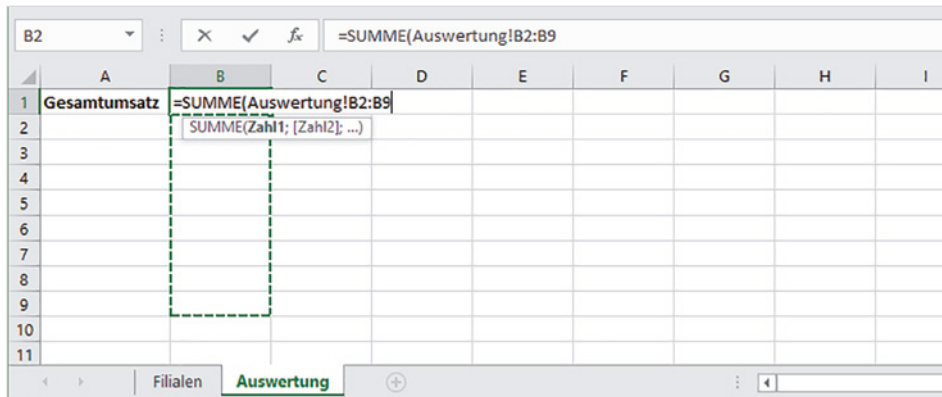 B2 fx =SUMME(Auswertung!B2:B9
A B C D E F G H I
1 Gesamtumsatz =SUMME(Auswertung!B2:B9
2 SUMME(Zahl1; [Zahl2]; ...)
3
4
5
6
7
8
9
10
11
Filialen Auswertung